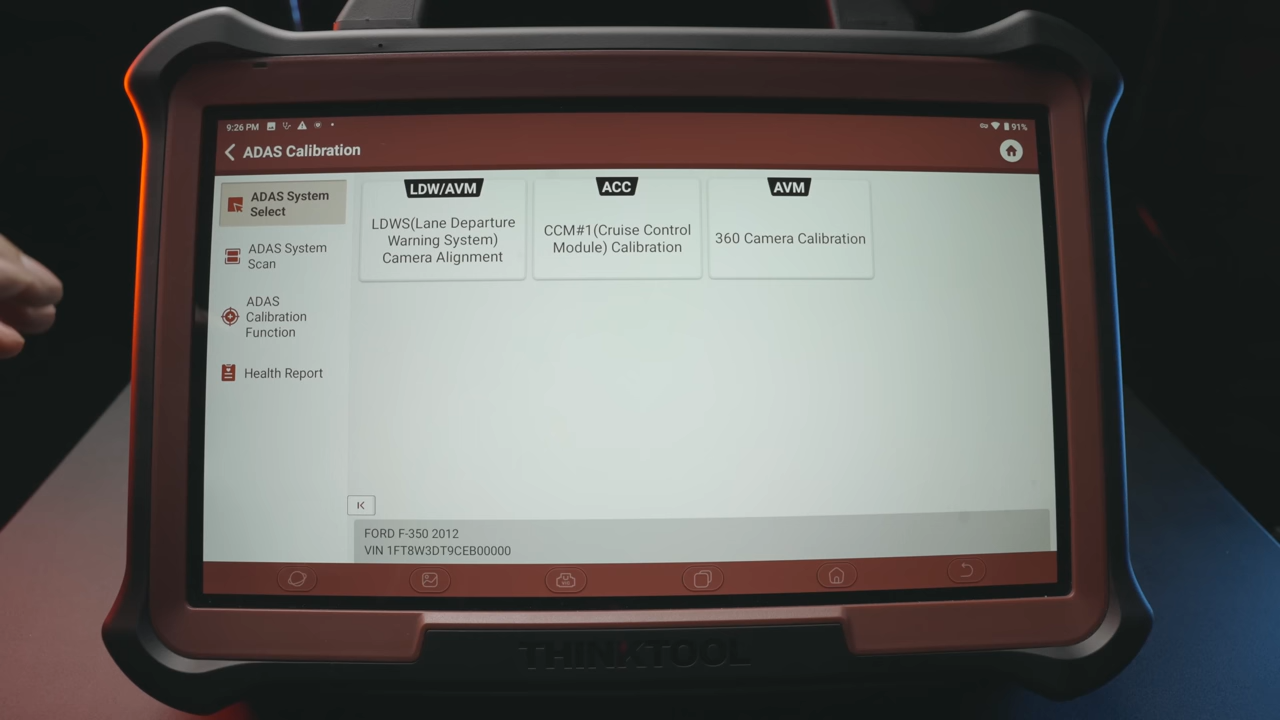 9:26 PM
91%
ADAS Calibration
ADAS System
Select
ADAS System
Scan
ADAS
Calibration
Function
Health Report
LDW/AVM
LDWS(Lane Departure
Warning System)
Camera Alignment
ACC
CCM#1(Cruise Control
Module) Calibration
AVM
360 Camera Calibration
FORD F-350 2012
VIN 1FT8W3DT9CEB00000
THINKTOOL